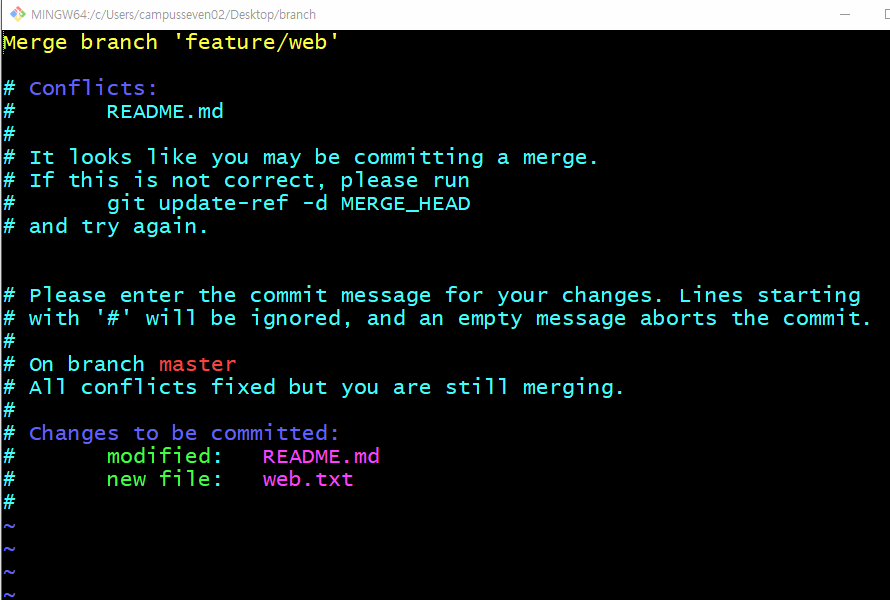 MINGW64:/c/Users/campusseven02/Desktop/branch
Merge branch 'feature/web'
# Conflicts:
#       README.md
#
# It looks like you may be committing a merge.
# If this is not correct, please run
#       git update-ref -d MERGE_HEAD
# and try again.
# Please enter the commit message for your changes. Lines starting
# with '#' will be ignored, and an empty message aborts the commit.
#
# On branch master
# All conflicts fixed but you are still merging.
#
# Changes to be committed:
#       modified:   README.md
#       new file:   web.txt
#
~
~
~
~